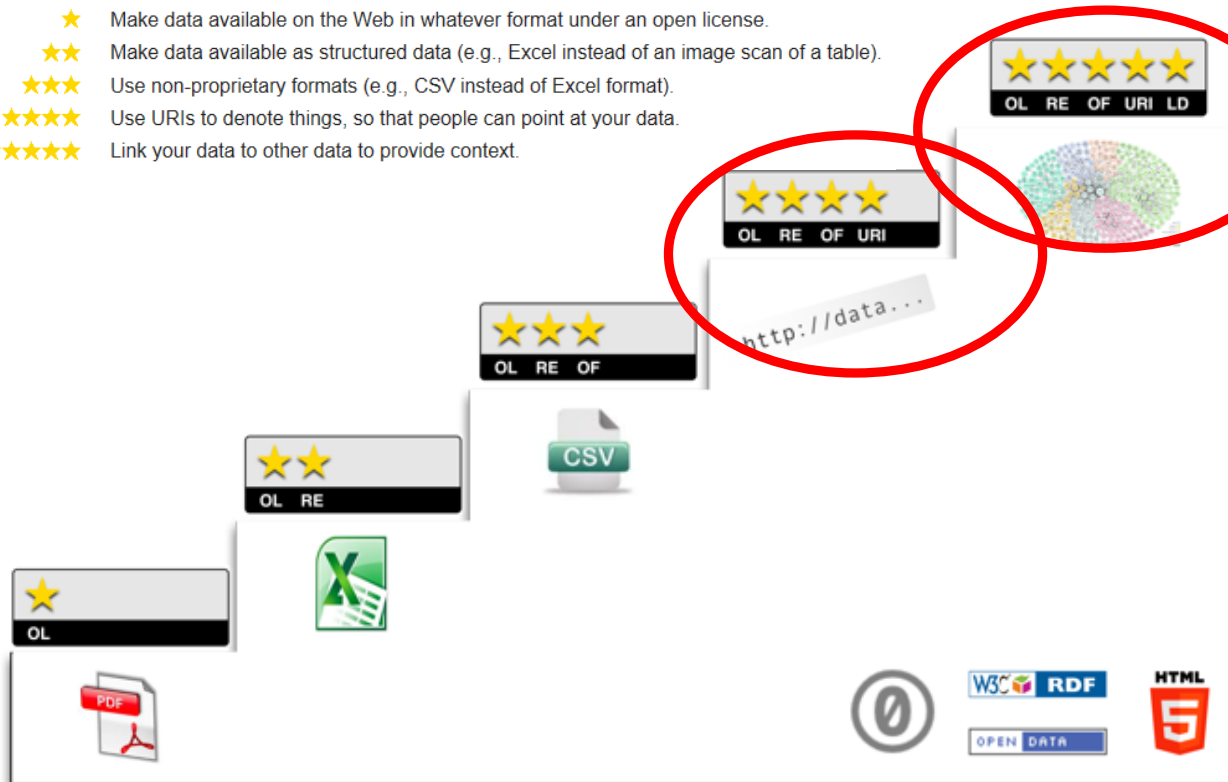 Make data available on the Web in whatever format under an open license.
Make data available as structured data (e.g., Excel instead of an image scan of a table).
Use non-proprietary formats (e.g., CSV instead of Excel format).
Use URIs to denote things, so that people can point at your data.
Link your data to other data to provide context.
OL RE OF URI LD
OL RE OF URI
http://data...
OL RE OF
CSV
OL RE
OL
PDF
W3C RDF
OPEN DATA
HTML
5